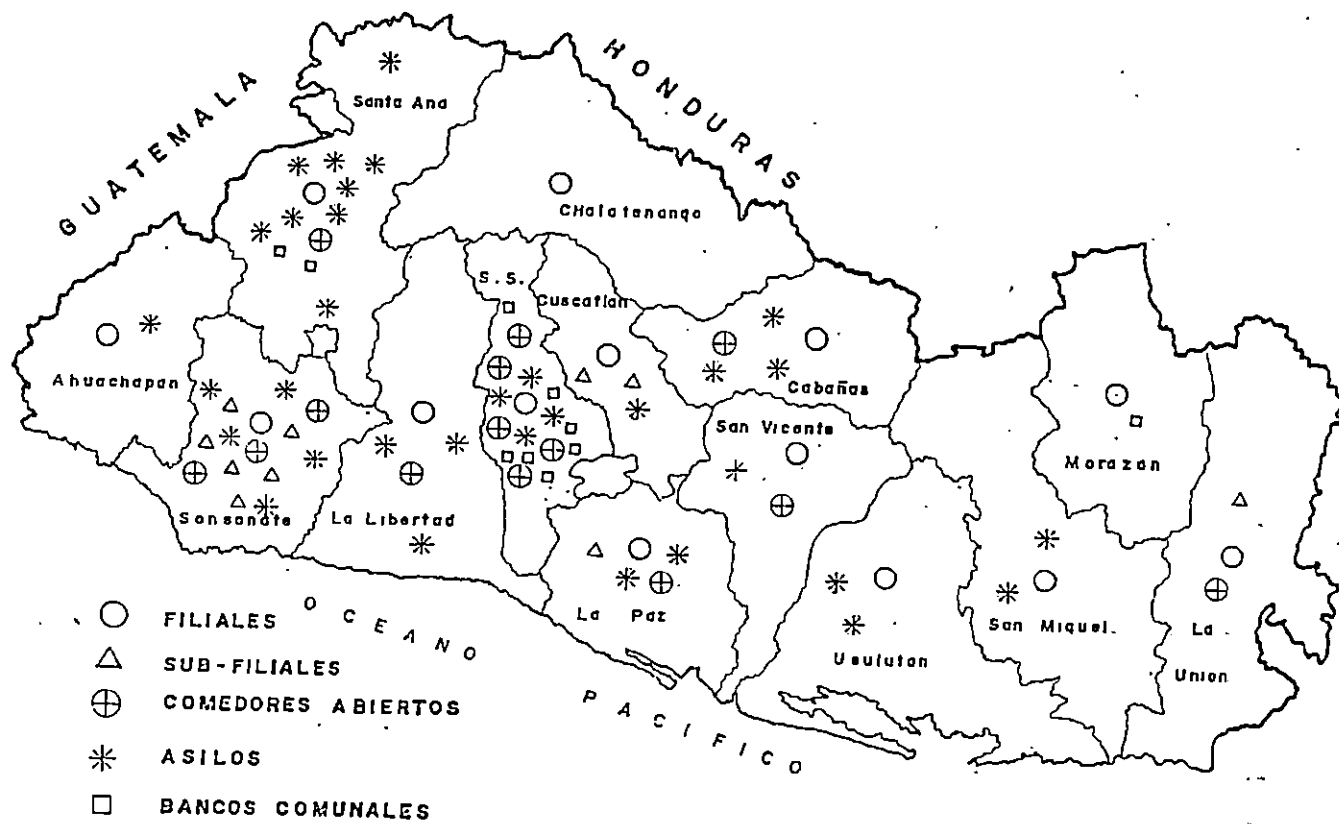 GUATEMALA
HONDURAS
Santa Ana
CHalatenango
S.S.
Cuscatlan
Ahuachapan
Cabañas
San Vicente
Morazan
Sonsonate
La Libertad
La Paz
Usulutan
San Miguel
La
Union
OCEANO
PACIFICO
FILIALES
SUB-FILIALES
COMEDORES ABIERTOS
ASILOS
BANCOS COMUNALES